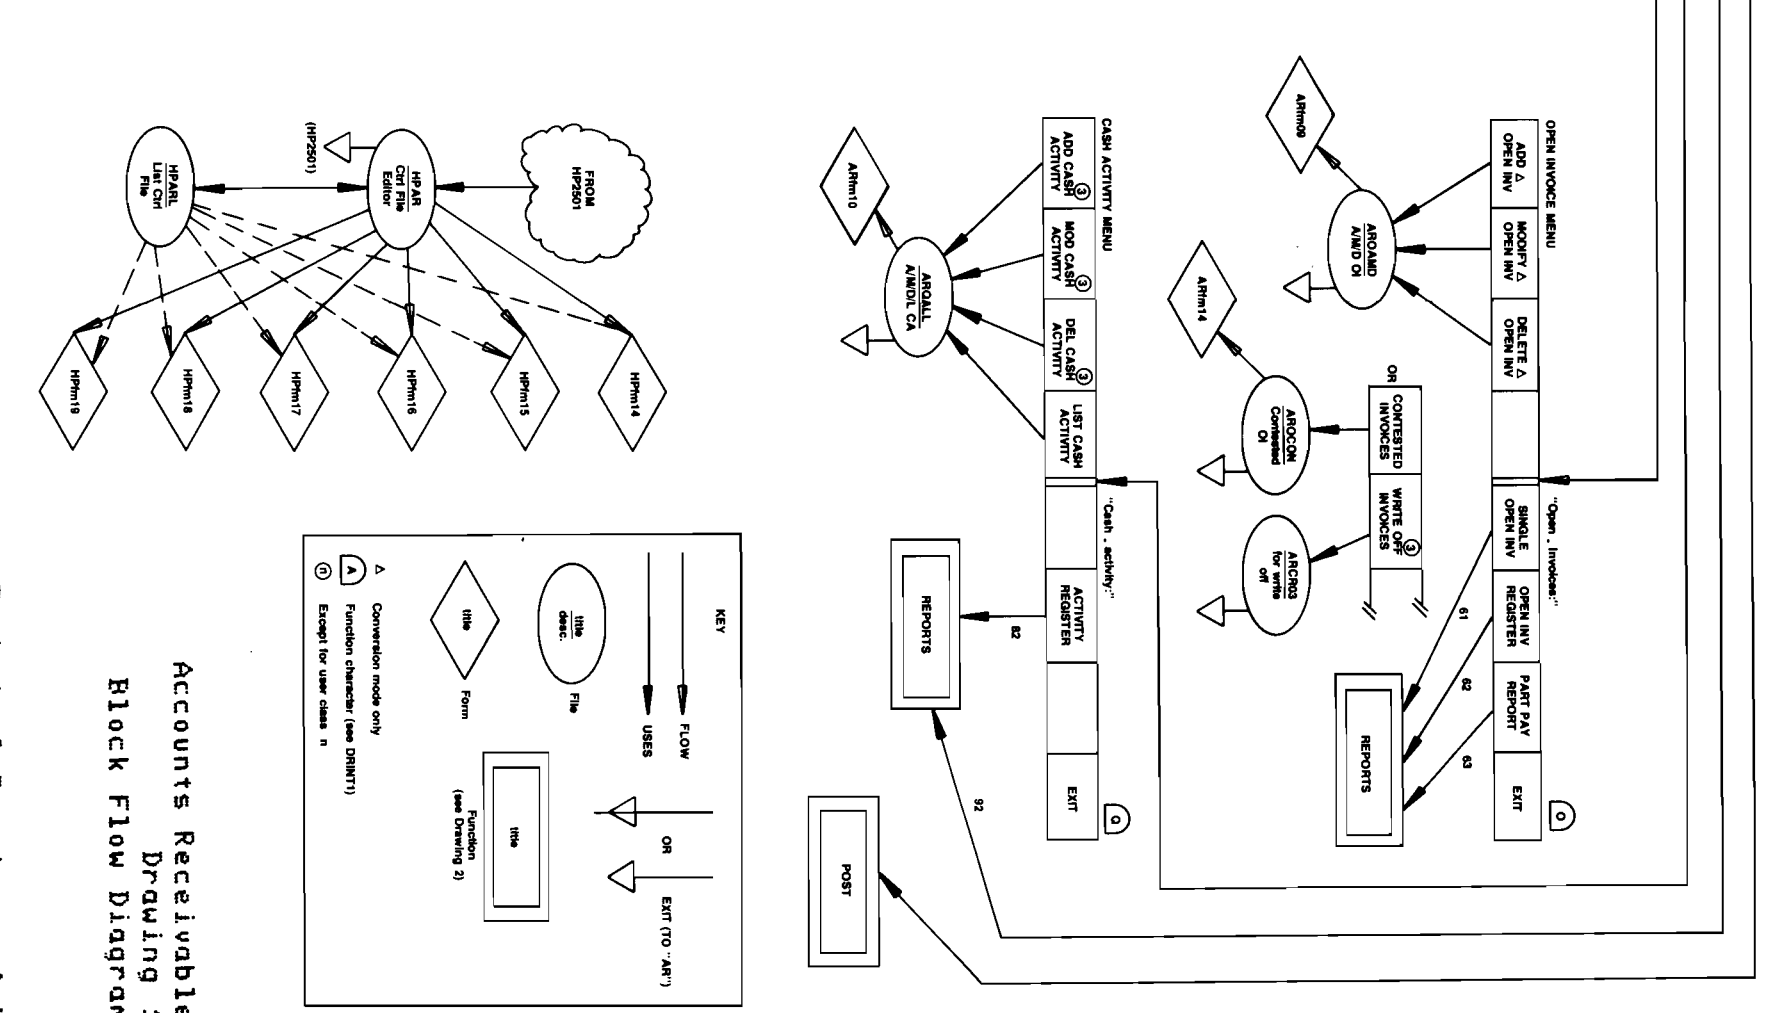 OPEN INVOICE MENU
ADD △
OPEN INV
MODIFY △
OPEN INV
DELETE △
OPEN INV
"Open . Invoices:"
SINGLE
OPEN INV
OPEN INV
REGISTER
PART PAY
REPORT
EXIT
Q
ARfm09
AROAMD
A/M/D OI
61
62
63
REPORTS
OR
CONTESTED
INVOICES
WRITE OFF
INVOICES
3
ARfm14
AROCON
Contested
OI
ARCR03
for write
off
CASH ACTIVITY MENU
ADD CASH
ACTIVITY
3
MOD CASH
ACTIVITY
3
DEL CASH
ACTIVITY
3
LIST CASH
ACTIVITY
"Cash . activity:"
ACTIVITY
REGISTER
EXIT
Q
ARfm10
ARQALL
A/M/D/L CA
82
REPORTS
92
POST
FROM
HP2501
HPAR
Ctrl File
Editor
(HP2501)
HPARL
List Ctrl
File
HPfm14
HPfm15
HPfm16
HPfm17
HPfm18
HPfm19
KEY
FLOW
USES
OR
EXIT (TO "AR")
title
desc.
File
title
Form
title
Function
(see Drawing 2)
△ Conversion mode only
A Function character (see DRINT1)
n Except for user class n
Accounts Receivable
Drawing
Block Flow Diagram